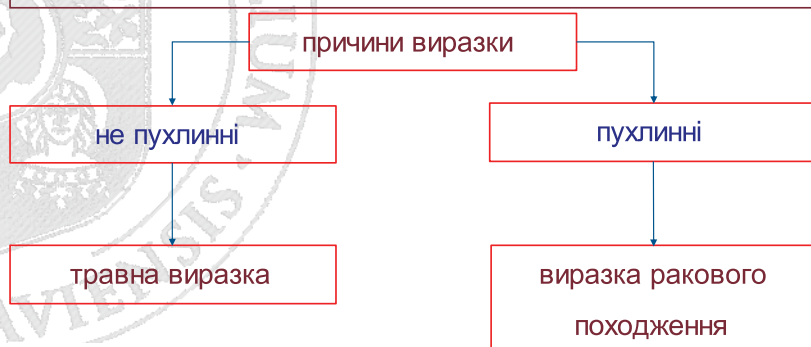 причини виразки
не пухлинні
пухлинні
травна виразка
виразка ракового
походження